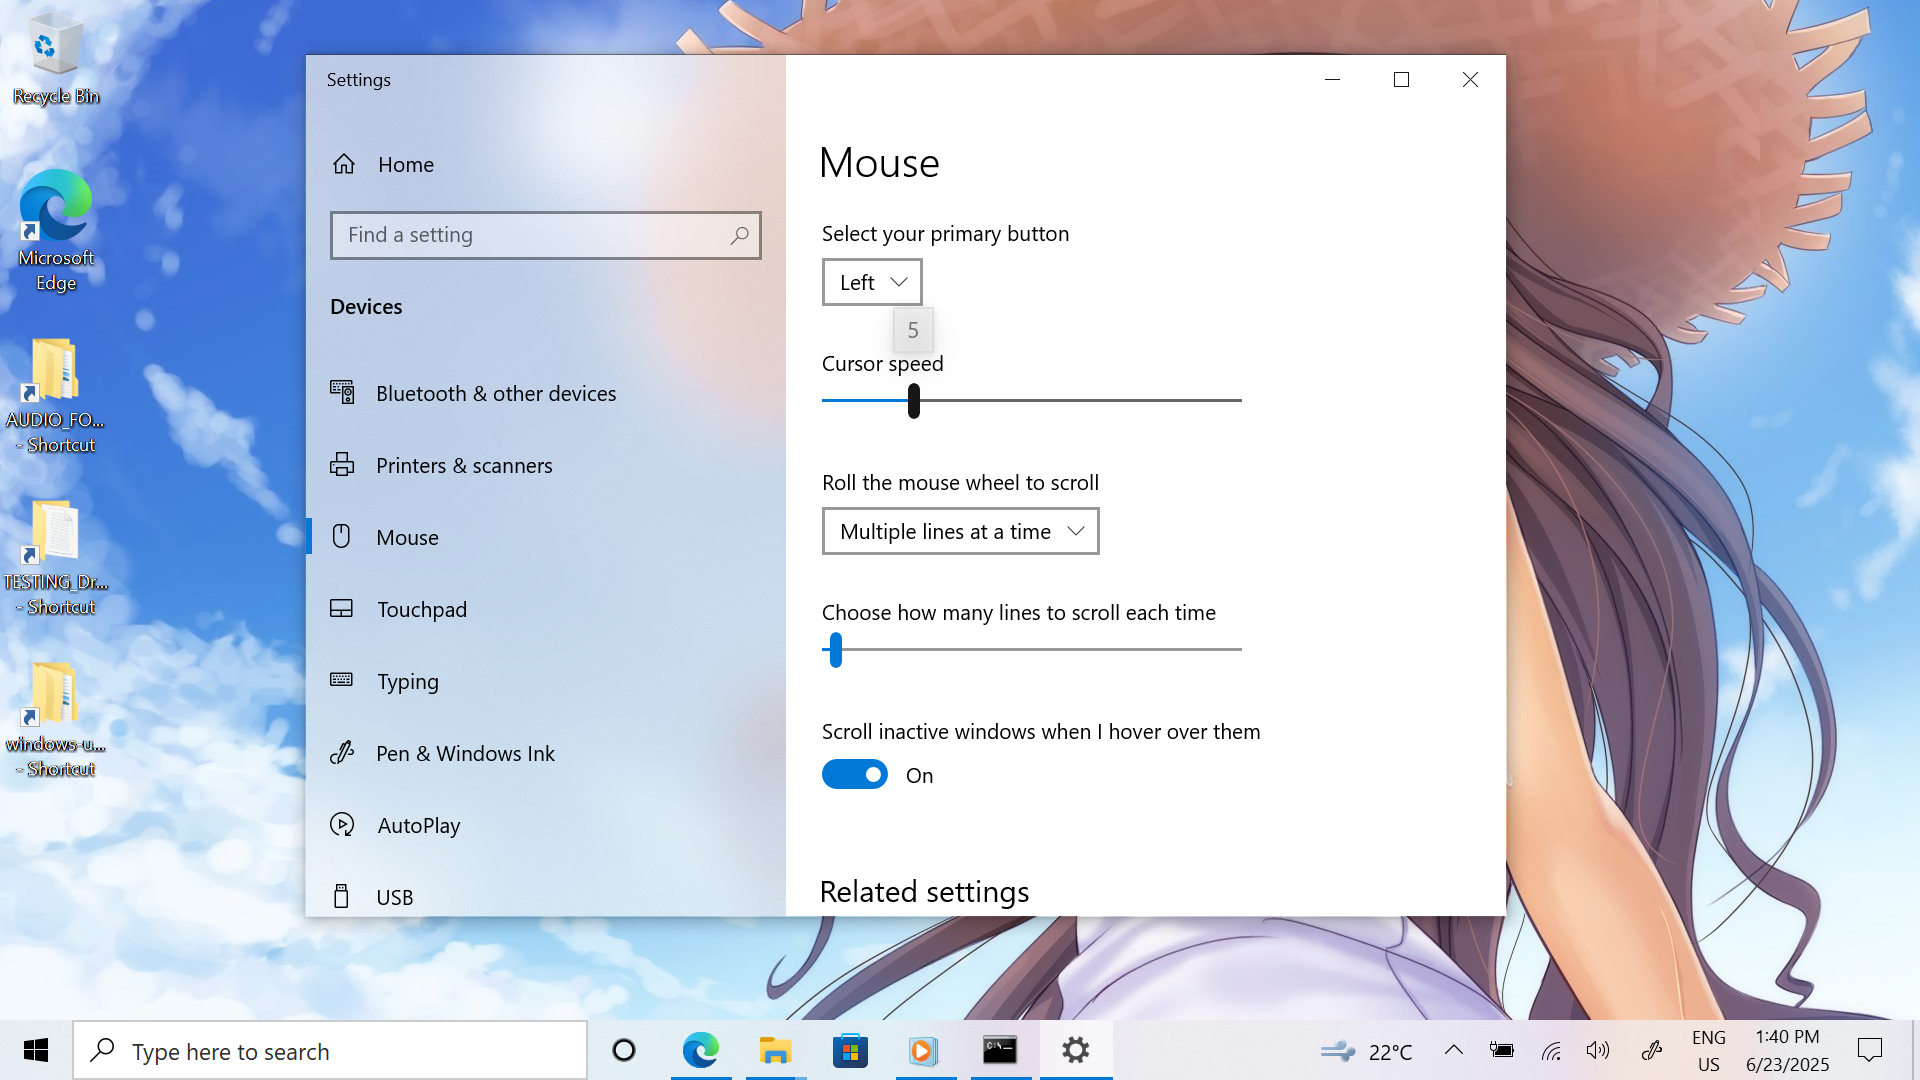 Recycle Bin
Microsoft
Edge
AUDIO_FO...
- Shortcut
TESTING_Dr...
- Shortcut
windows-u...
- Shortcut
Settings
Home
Find a setting
Devices
Bluetooth & other devices
Printers & scanners
Mouse
Touchpad
Typing
Pen & Windows Ink
AutoPlay
USB
Mouse
Select your primary button
Left
5
Cursor speed
Roll the mouse wheel to scroll
Multiple lines at a time
Choose how many lines to scroll each time
Scroll inactive windows when I hover over them
On
Related settings
Type here to search
22°C
ENG
US
1:40 PM
6/23/2025